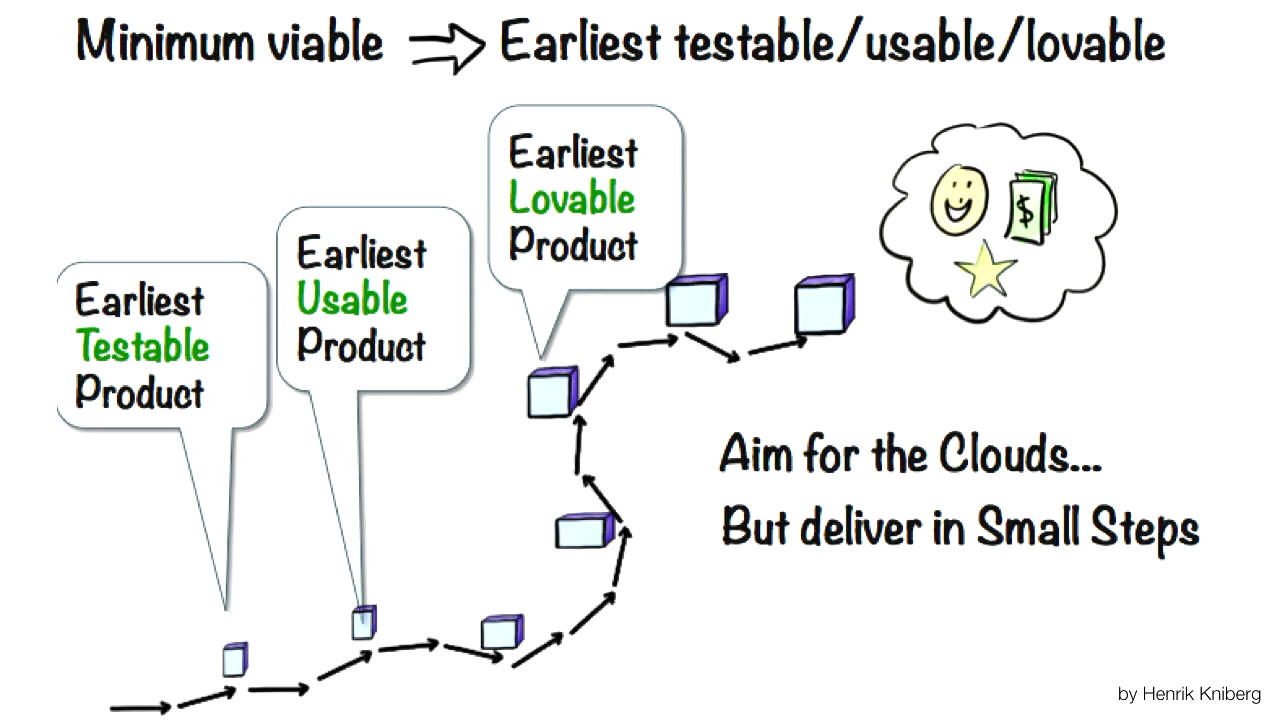 Minimum viable ⇒ Earliest testable/usable/lovable
Earliest
Testable
Product
Earliest
Usable
Product
Earliest
Lovable
Product
$
Aim for the Clouds...
But deliver in Small Steps
by Henrik Kniberg